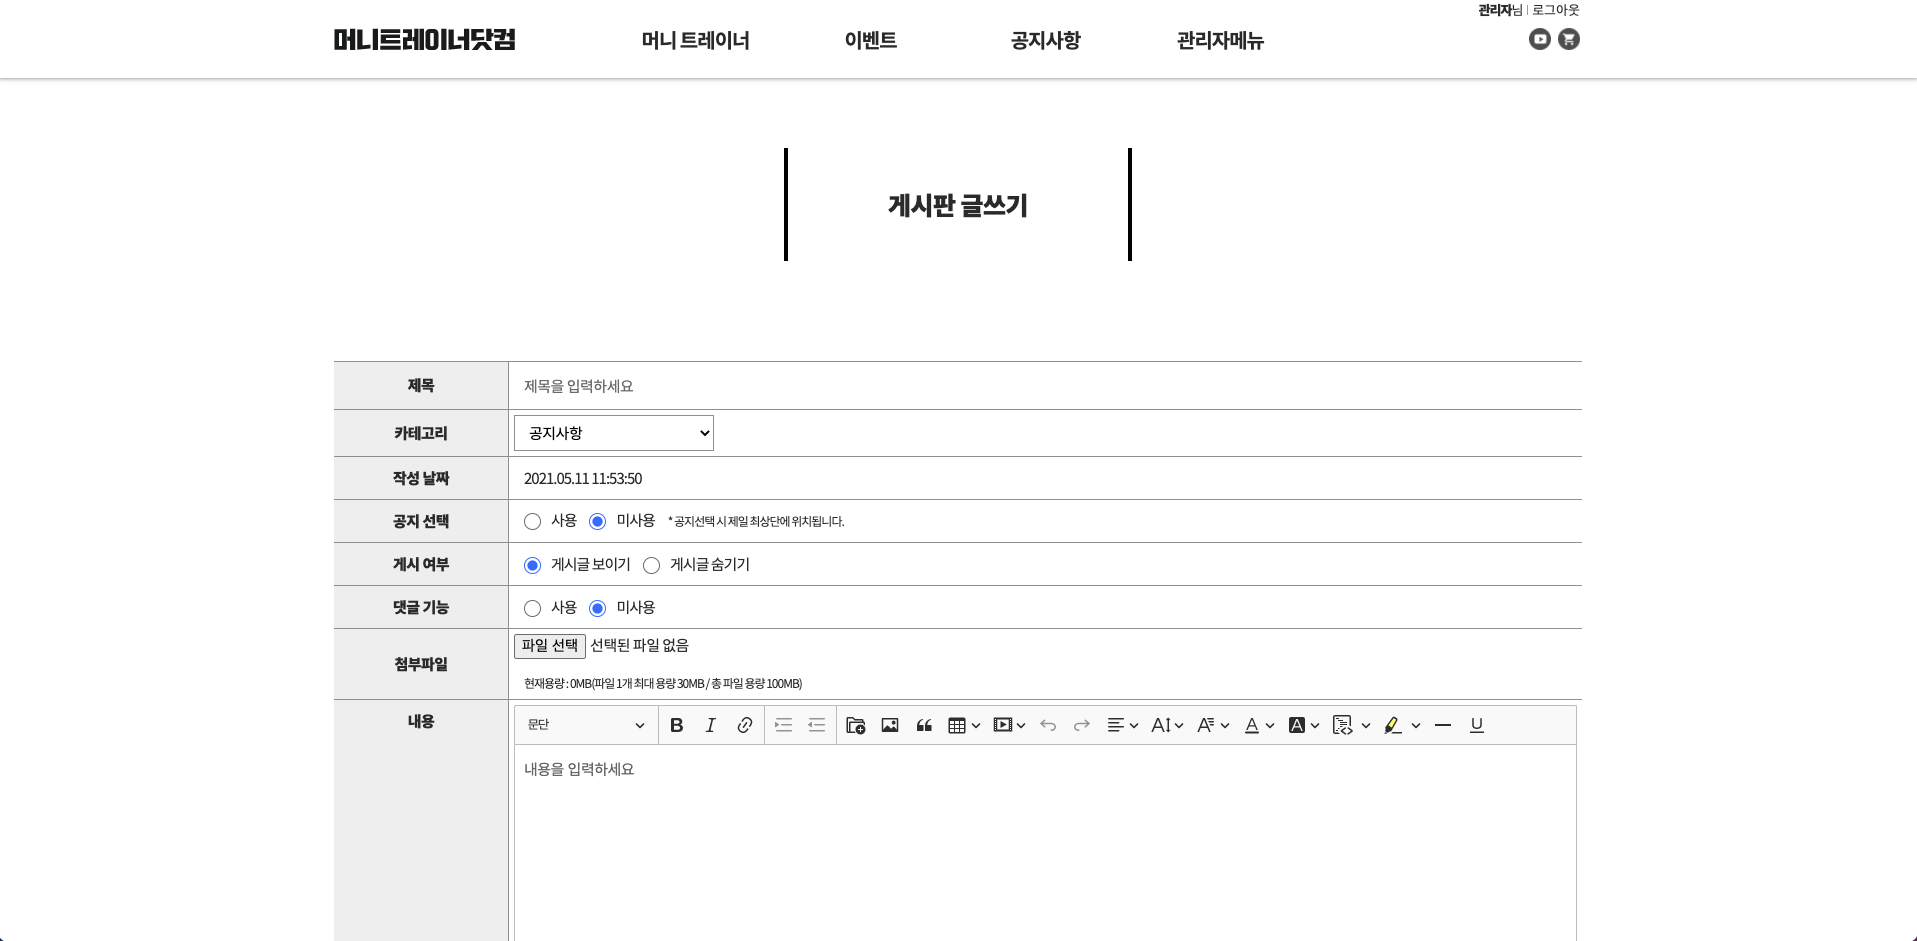 관리자님 | 로그아웃
머니트레이너닷컴 머니 트레이너 이벤트 공지사항 관리자메뉴
게시판 글쓰기
제목 제목을 입력하세요
카테고리 공지사항
작성 날짜 2021.05.11 11:53:50
공지 선택 사용 미사용 * 공지선택 시 제일 최상단에 위치됩니다.
게시 여부 게시글 보이기 게시글 숨기기
댓글 기능 사용 미사용
첨부파일 파일 선택 선택된 파일 없음
현재용량 : 0MB(파일 1개 최대 용량 30MB / 총 파일 용량 100MB)
내용 문단
내용을 입력하세요